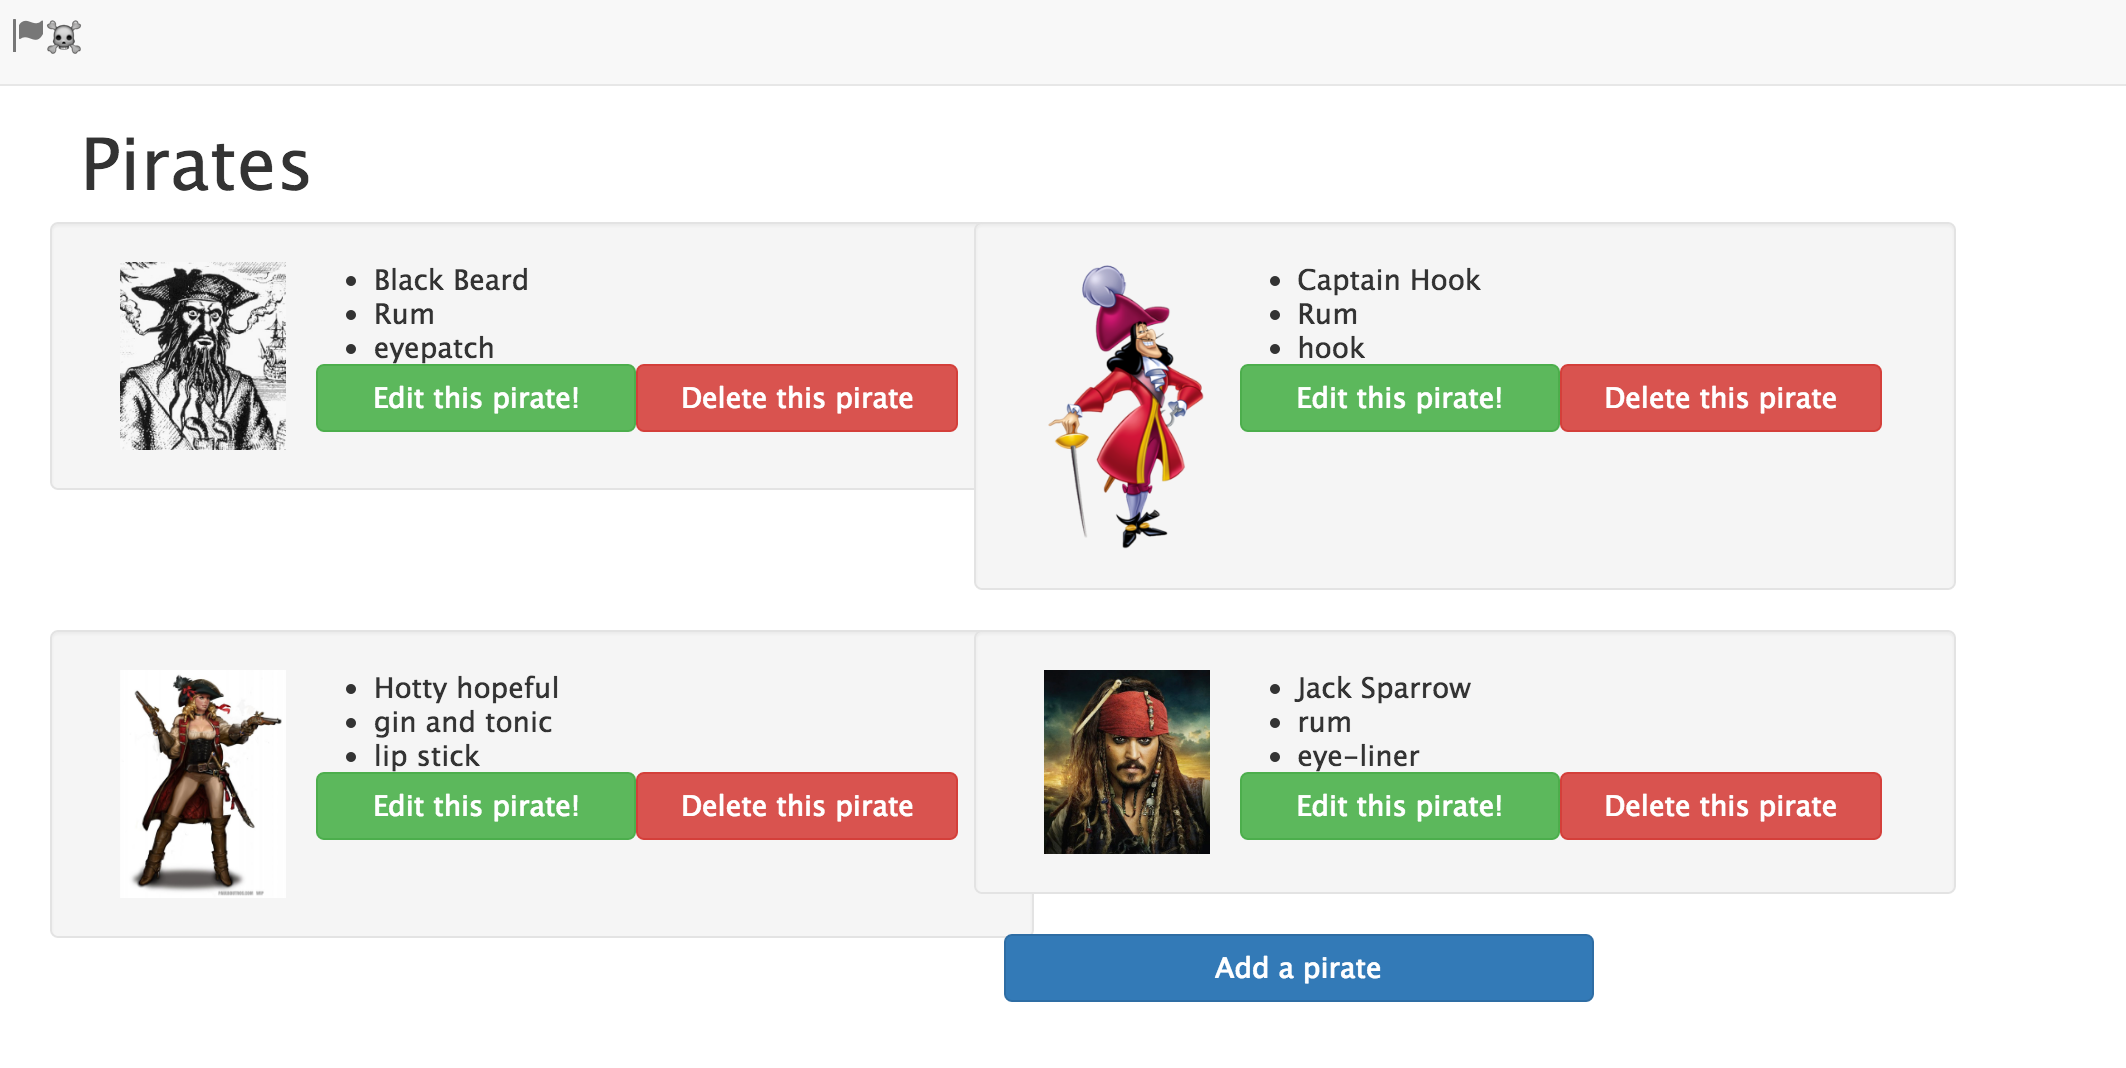 Pirates
Black Beard
Rum
eyepatch
Edit this pirate! Delete this pirate
Captain Hook
Rum
hook
Edit this pirate! Delete this pirate
Hotty hopeful
gin and tonic
lip stick
Edit this pirate! Delete this pirate
Jack Sparrow
rum
eye-liner
Edit this pirate! Delete this pirate
Add a pirate